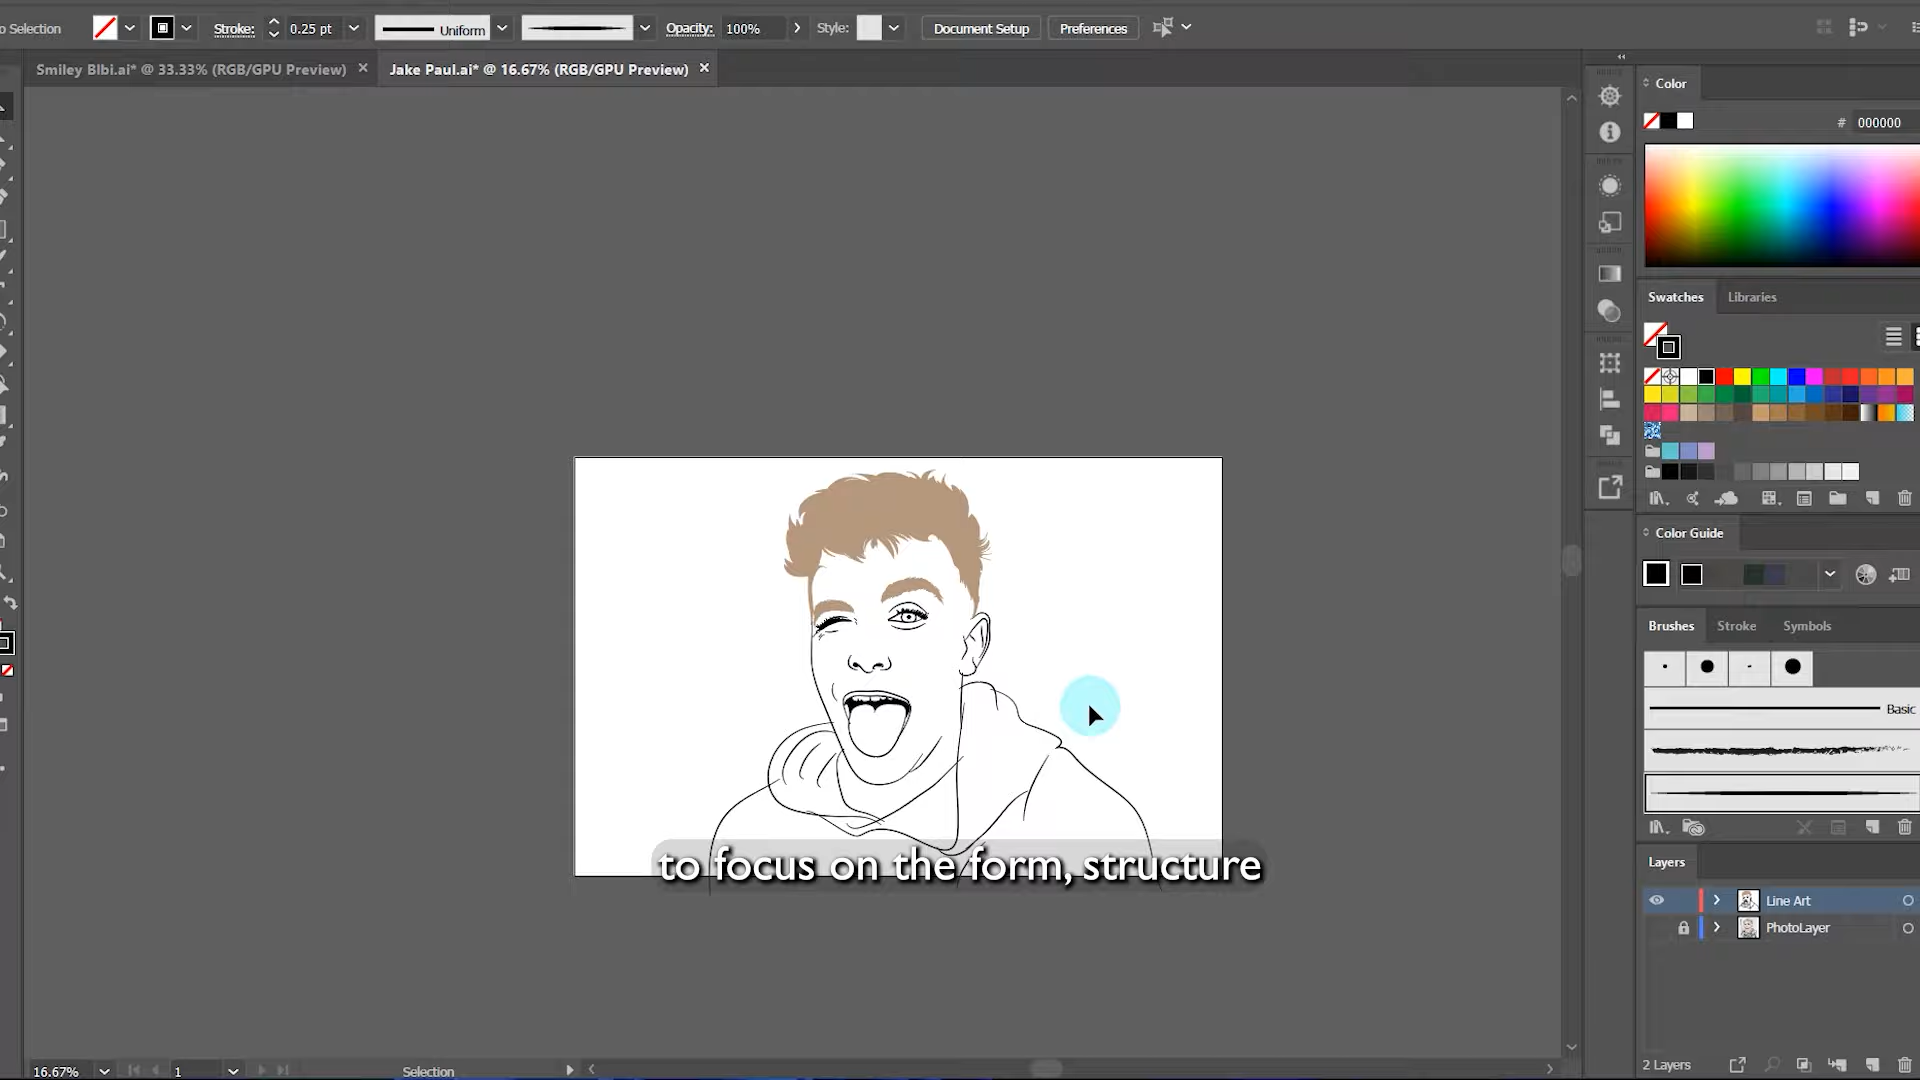 o Selection
Stroke: 0.25 pt Uniform Opacity: 100% Style: Document Setup Preferences
Smiley Blbi.ai* @ 33.33% (RGB/GPU Preview) × Jake Paul.ai* @ 16.67% (RGB/GPU Preview) ×
Color
# 000000
Swatches Libraries
Color Guide
Brushes Stroke Symbols
Basic
to focus on the form, structure
Layers
Line Art
PhotoLayer
2 Layers
16.67% 1 Selection